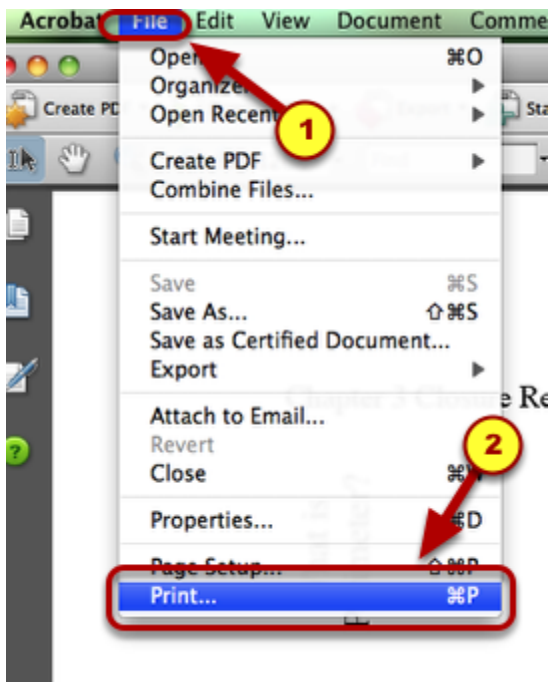 Acrobat File Edit View Document Comme
Create PD
Sta
Open... ⌘O
Organizer
Open Recent
1
Create PDF
Combine Files...
Start Meeting...
Save ⌘S
Save As... ⇧⌘S
Save as Certified Document...
Export
Chapter 3 Closure Re
Attach to Email...
Revert
2
Close ⌘W
Properties... ⌘D
Page Setup... ⇧⌘P
Print... ⌘P